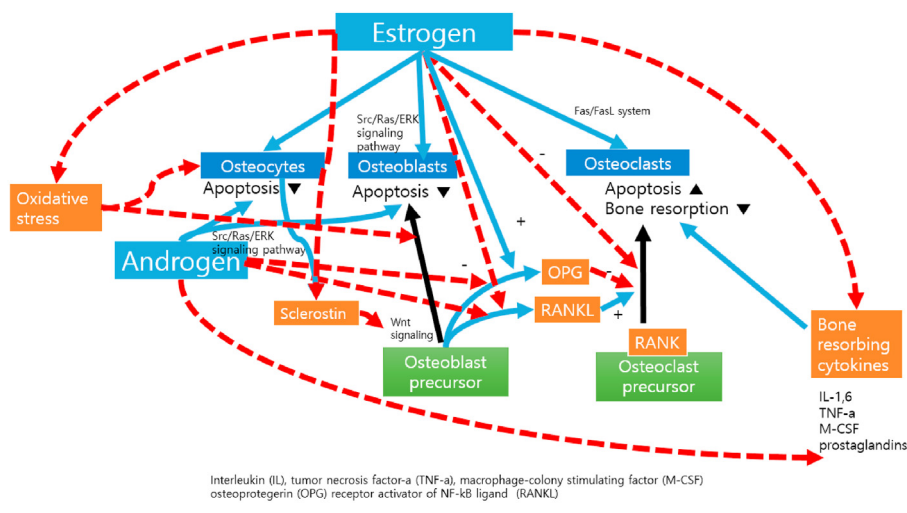 Estrogen
Fas/FasL system
Src/Ras/ERK
signaling
pathway
Osteocytes
Apoptosis ▼
Osteoblasts
Apoptosis ▼
Osteoclasts
Apoptosis ▲
Bone resorption ▼
-
Oxidative
stress
+
Src/Ras/ERK
signaling pathway
Androgen
-
OPG
-
RANKL
+
Sclerostin
Wnt
signaling
Bone
resorbing
cytokines
RANK
Osteoblast
precursor
Osteoclast
precursor
IL-1,6
TNF-a
M-CSF
prostaglandins
Interleukin (IL), tumor necrosis factor-a (TNF-a), macrophage-colony stimulating factor (M-CSF)
osteoprotegerin (OPG) receptor activator of NF-kB ligand (RANKL)